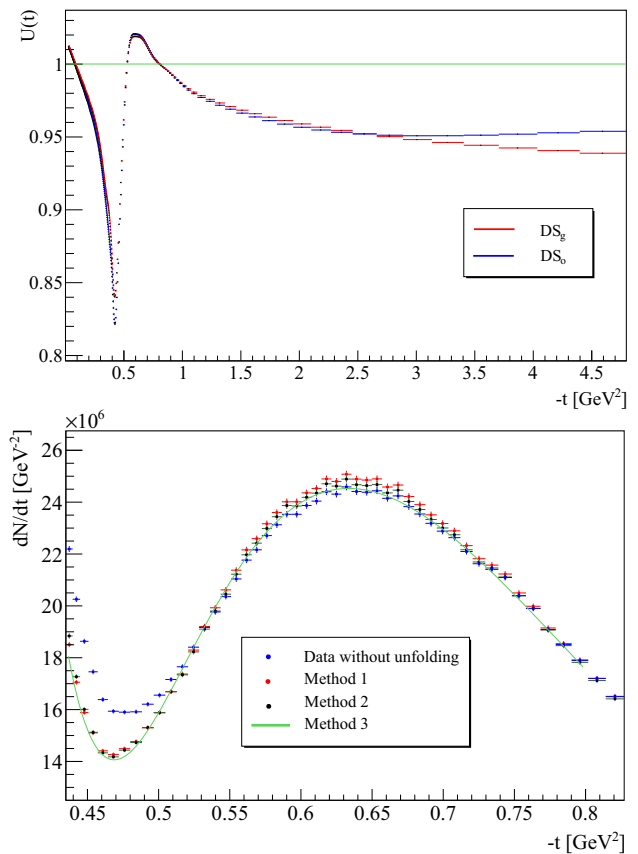 U(t)
1
0.95
0.9
0.85
0.8
DSg
DSo
0.5 1 1.5 2 2.5 3 3.5 4 4.5
-t [GeV²]
×10⁶
dN/dt [GeV⁻²]
26
24
22
20
18
16
14
Data without unfolding
Method 1
Method 2
Method 3
0.45 0.5 0.55 0.6 0.65 0.7 0.75 0.8
-t [GeV²]